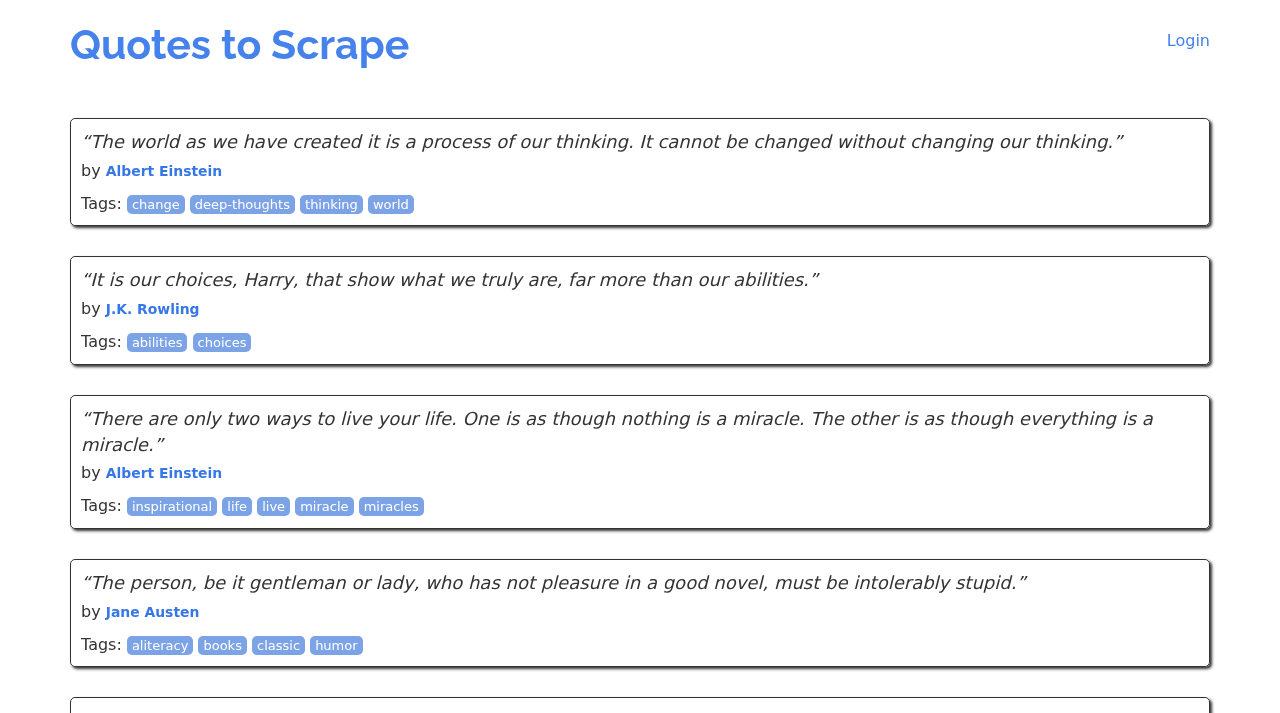 Quotes to Scrape
Login
“The world as we have created it is a process of our thinking. It cannot be changed without changing our thinking.”
by Albert Einstein
Tags: change deep-thoughts thinking world
“It is our choices, Harry, that show what we truly are, far more than our abilities.”
by J.K. Rowling
Tags: abilities choices
“There are only two ways to live your life. One is as though nothing is a miracle. The other is as though everything is a
miracle.”
by Albert Einstein
Tags: inspirational life live miracle miracles
“The person, be it gentleman or lady, who has not pleasure in a good novel, must be intolerably stupid.”
by Jane Austen
Tags: aliteracy books classic humor